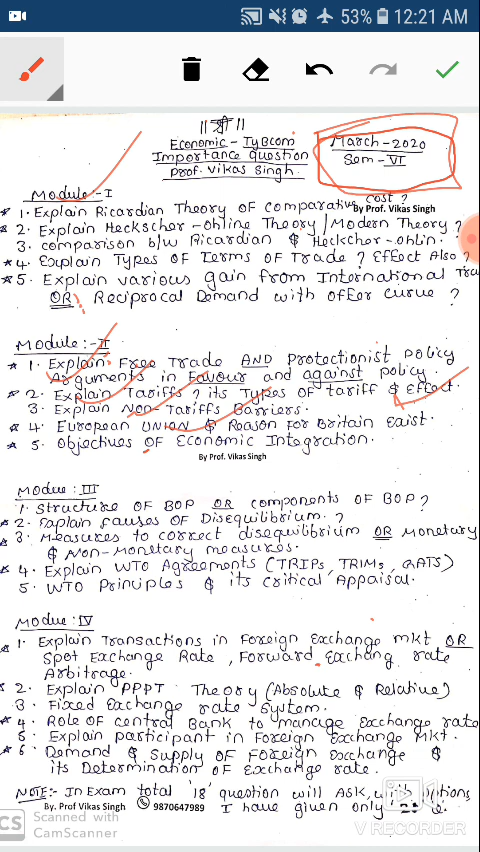 53% 12:21 AM
||श्री||
Economic - TyBcom
Importance question
Prof. Vikas Singh.
March-2020
Sem-VI
Module:-I
* 1. Explain Ricardian Theory of comparative cost?
By Prof. Vikas Singh
* 2. Explain Heckscher-ohline Theory/Modern Theory?
3. comparison b/w Ricardian & Heckcher-ohlin.
* 4. Explain Types of Terms of Trade? Effect Also?
* 5. Explain various gain from International Tra
OR Reciprocal Demand with offer curve?
Module:-II
* 1. Explain: Free Trade AND Protectionist policy
Arguments in Favour and against policy.
* 2. Explain Tariffs? its Types of tariff & Effect.
3. Explain Non-Tariffs Barriers.
* 4. European UNION & Reason For Britain Exist.
* 5. Objectives of Economic Integration.
By Prof. Vikas Singh
Modue: III
1. Structure OF BOP OR components OF BOP?
* 2. Explain causes OF Disequilibrium.?
* 3. Measures to correct disequilibrium OR Monetary
& Non-Monetary measures.
* 4. Explain WTO Agreements (TRIPs, TRIMs, GATS)
5. WTO Principles & its critical Appraisal.
Modue: IV
* 1. Explain Transactions in Foreign Exchange mkt OR
Spot Exchange Rate, Forward Exchang rate
Arbitrage.
* 2. Explain PPPT Theory (Absolute & Relative)
3. Fixed Exchange rate System.
* 4. Role of central Bank to manage Exchange rate
5. Explain participant in Foreign Exchange Mkt.
* 6. Demand & Supply OF Foreign Exchange &
its Determination OF Exchange rate.
NOTE:- In Exam total '18' question will Ask, with options
By. Prof Vikas Singh 9870647989 I have given only
CS Scanned with
CamScanner
V RECORDER